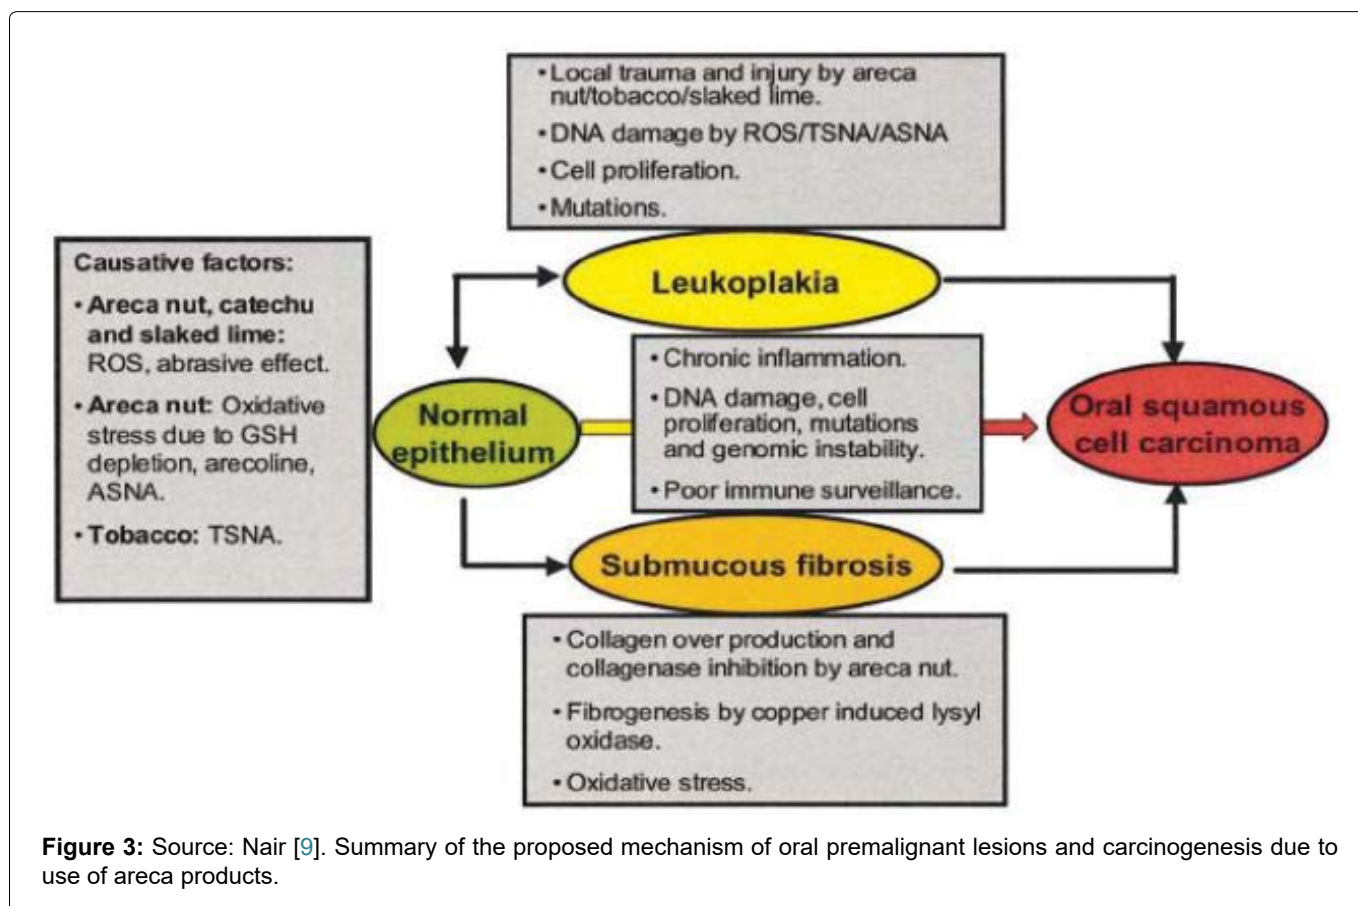 • Local trauma and injury by areca
nut/tobacco/slaked lime.
• DNA damage by ROS/TSNA/ASNA
• Cell proliferation.
• Mutations.
Causative factors:
• Areca nut, catechu
and slaked lime:
ROS, abrasive effect.
• Areca nut: Oxidative
stress due to GSH
depletion, arecoline,
ASNA.
• Tobacco: TSNA.
Leukoplakia
Normal
epithelium
• Chronic inflammation.
• DNA damage, cell
proliferation, mutations
and genomic instability.
• Poor immune surveillance.
Oral squamous
cell carcinoma
Submucous fibrosis
• Collagen over production and
collagenase inhibition by areca nut.
• Fibrogenesis by copper induced lysyl
oxidase.
• Oxidative stress.
Figure 3: Source: Nair [9]. Summary of the proposed mechanism of oral premalignant lesions and carcinogenesis due to
use of areca products.